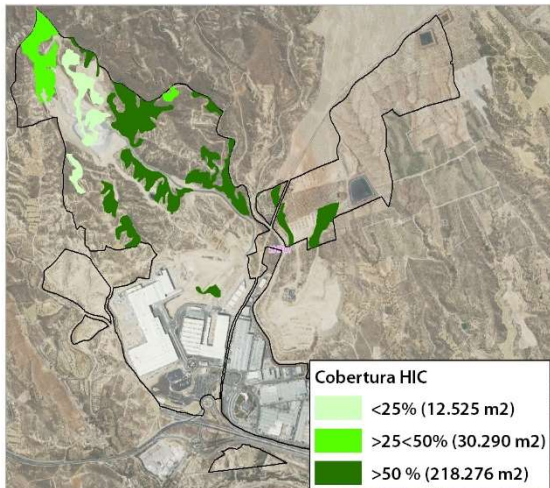 Cobertura HIC
<25% (12.525 m2)
>25<50% (30.290 m2)
>50 % (218.276 m2)